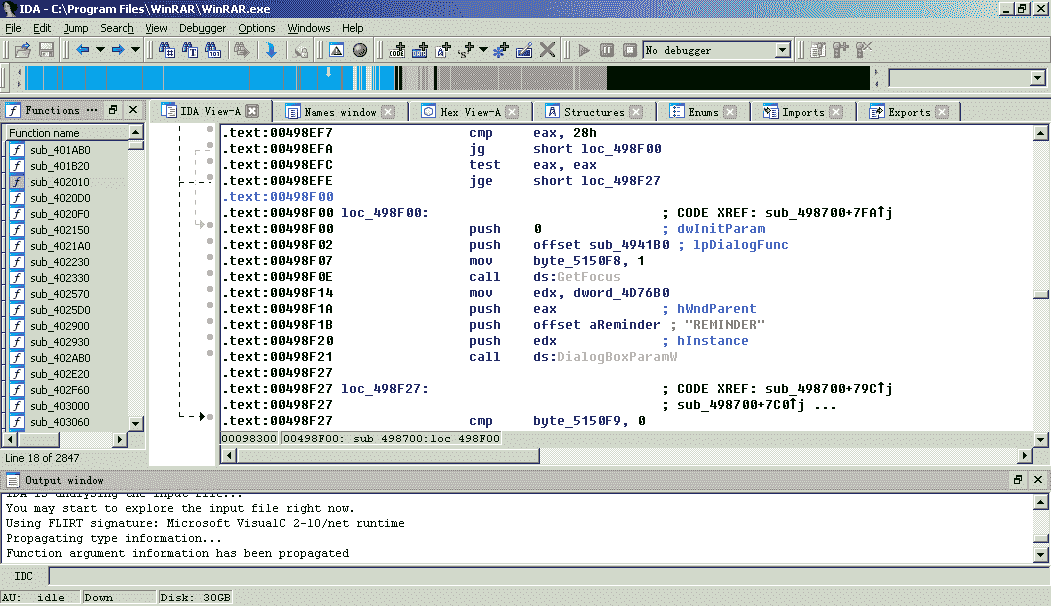 IDA - C:\Program Files\WinRAR\WinRAR.exe
File Edit Jump Search View Debugger Options Windows Help
No debugger
Functions ...
IDA View-A
Names window
Hex View-A
Structures
Enums
Imports
Exports
Function name
sub_401AB0
sub_401B20
sub_402010
sub_4020D0
sub_4020F0
sub_402150
sub_4021A0
sub_402230
sub_402330
sub_402570
sub_4025D0
sub_402900
sub_402930
sub_402AB0
sub_402E20
sub_402F60
sub_403000
sub_403060
Line 18 of 2847
.text:00498EF7 cmp eax, 28h
.text:00498EFA jg short loc_498F00
.text:00498EFC test eax, eax
.text:00498EFE jge short loc_498F27
.text:00498F00
.text:00498F00 loc_498F00: ; CODE XREF: sub_498700+7FA↑j
.text:00498F00 push 0 ; dwInitParam
.text:00498F02 push offset sub_4941B0 ; lpDialogFunc
.text:00498F07 mov byte_5150F8, 1
.text:00498F0E call ds:GetFocus
.text:00498F14 mov edx, dword_4D76B0
.text:00498F1A push eax ; hWndParent
.text:00498F1B push offset aReminder ; "REMINDER"
.text:00498F20 push edx ; hInstance
.text:00498F21 call ds:DialogBoxParamW
.text:00498F27
.text:00498F27 loc_498F27: ; CODE XREF: sub_498700+79C↑j
.text:00498F27 ; sub_498700+7C0↑j ...
.text:00498F27 cmp byte_5150F9, 0
00098300 00498F00: sub_498700:loc_498F00
Output window
IDA is analysing the input file...
You may start to explore the input file right now.
Using FLIRT signature: Microsoft VisualC 2-10/net runtime
Propagating type information...
Function argument information has been propagated
IDC
AU: idle Down Disk: 30GB